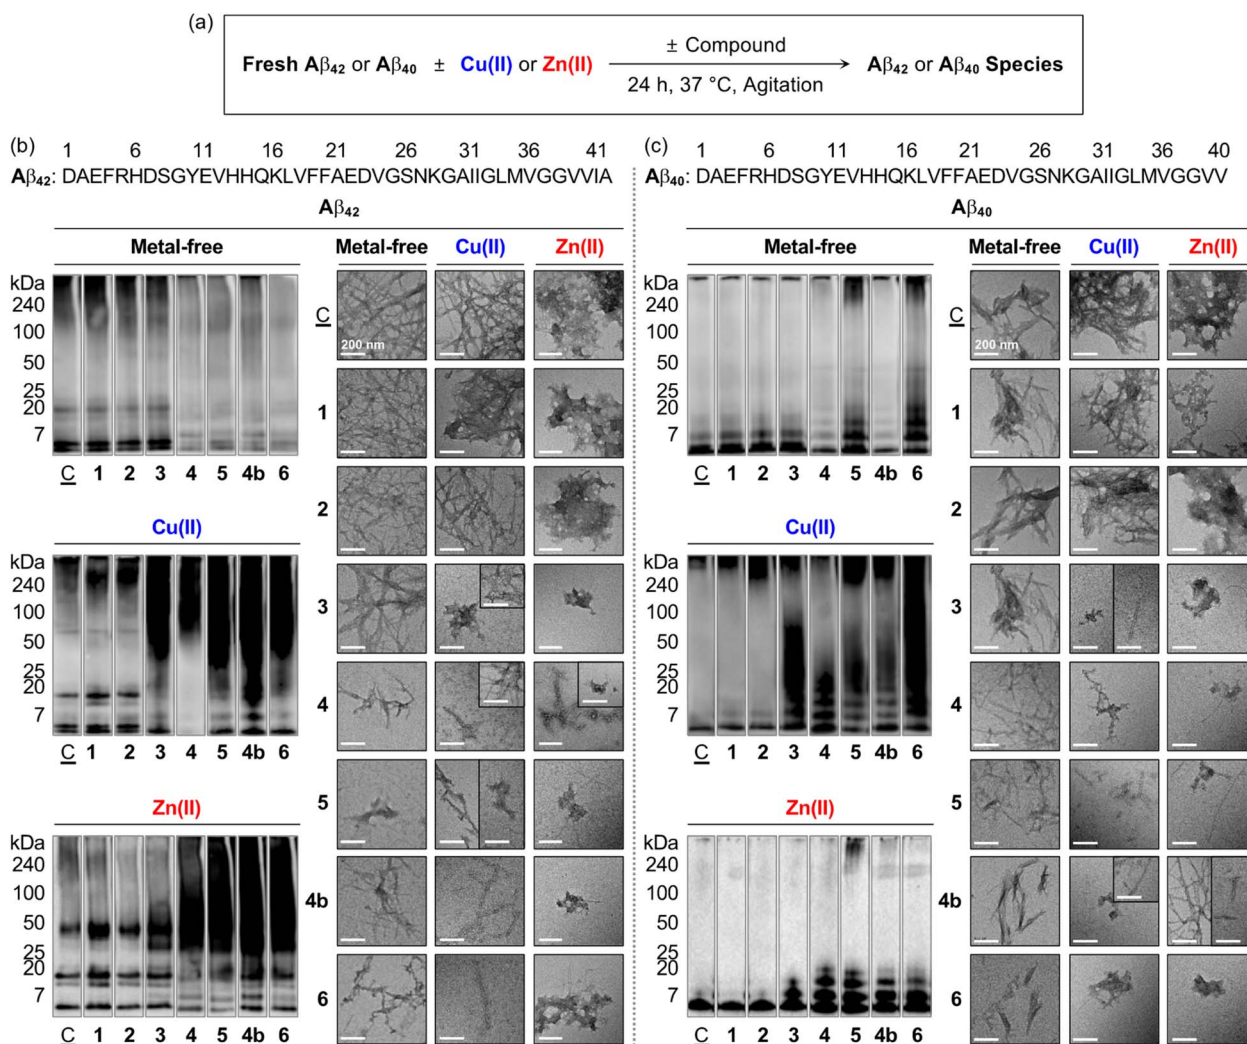 (a)
Fresh Aβ42 or Aβ40 ± Cu(II) or Zn(II)
± Compound
24 h, 37 °C, Agitation
Aβ42 or Aβ40 Species
(b)
1 6 11 16 21 26 31 36 41
Aβ42: DAEFRHDSGYEVHHQKLVFFAEDVGSNKGAIIGLMVGGVVIA
Aβ42
Metal-free
kDa
240
100
50
25
20
7
C 1 2 3 4 5 4b 6
Cu(II)
kDa
240
100
50
25
20
7
C 1 2 3 4 5 4b 6
Zn(II)
kDa
240
100
50
25
20
7
C 1 2 3 4 5 4b 6
Metal-free Cu(II) Zn(II)
C
200 nm
1
2
3
4
5
4b
6
(c)
1 6 11 16 21 26 31 36 40
Aβ40: DAEFRHDSGYEVHHQKLVFFAEDVGSNKGAIIGLMVGGVV
Aβ40
Metal-free
kDa
240
100
50
25
20
7
C 1 2 3 4 5 4b 6
Cu(II)
kDa
240
100
50
25
20
7
C 1 2 3 4 5 4b 6
Zn(II)
kDa
240
100
50
25
20
7
C 1 2 3 4 5 4b 6
Metal-free Cu(II) Zn(II)
C
200 nm
1
2
3
4
5
4b
6